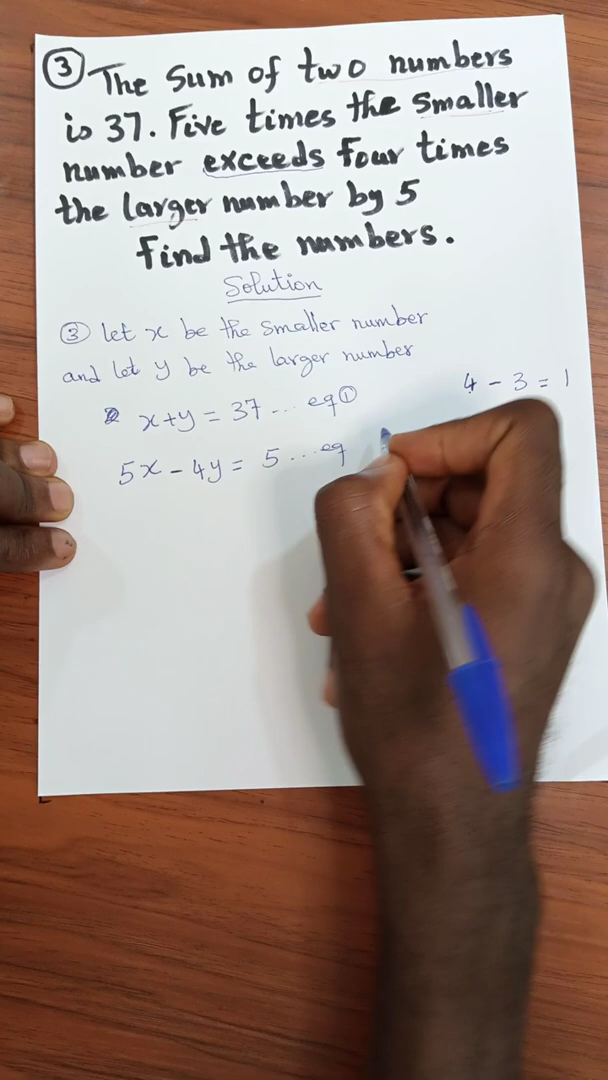 ③ The Sum of two numbers
is 37. Five times the smaller
number exceeds four times
the larger number by 5
Find the numbers.
Solution
③ let x be the smaller number
and let y be the larger number
x+y = 37 ... eq①
4 - 3 = 1
5x - 4y = 5 ... eq